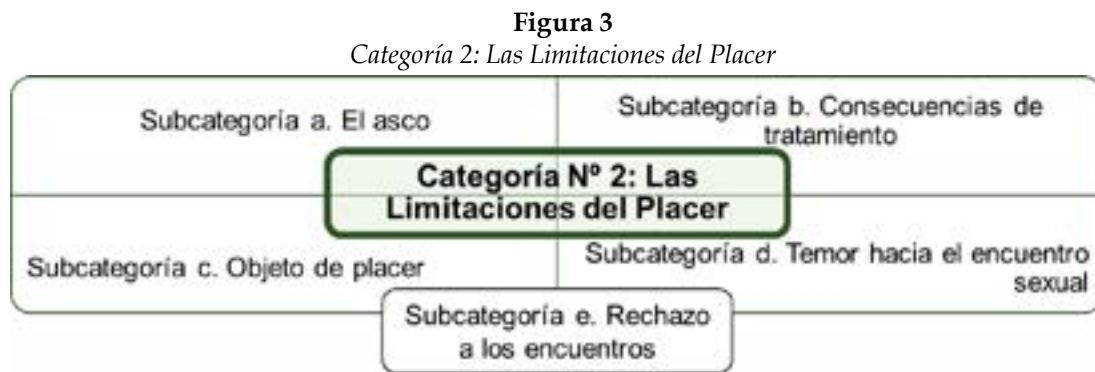 Figura 3
Categoría 2: Las Limitaciones del Placer
Subcategoría a. El asco
Subcategoría b. Consecuencias de
tratamiento
Categoría Nº 2: Las
Limitaciones del Placer
Subcategoría c. Objeto de placer
Subcategoría d. Temor hacia el encuentro
sexual
Subcategoría e. Rechazo
a los encuentros